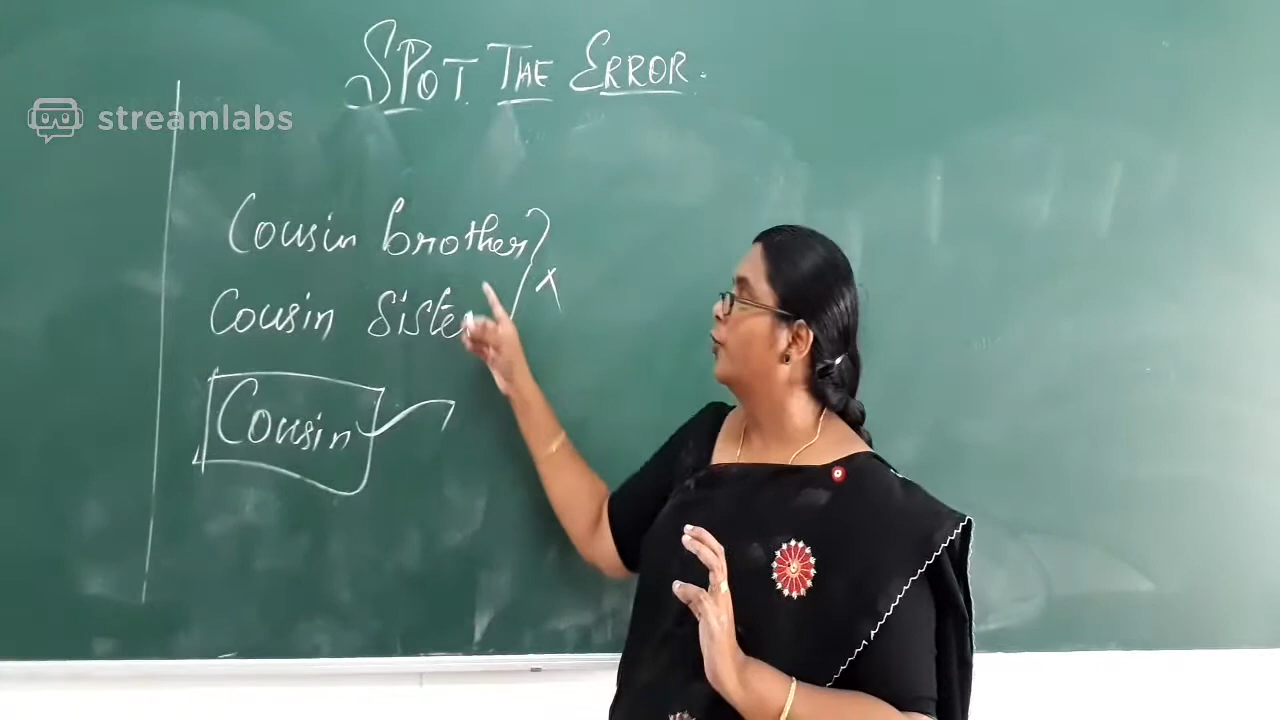 SPOT THE ERROR.
streamlabs
Cousin brother
Cousin Sister
Cousin